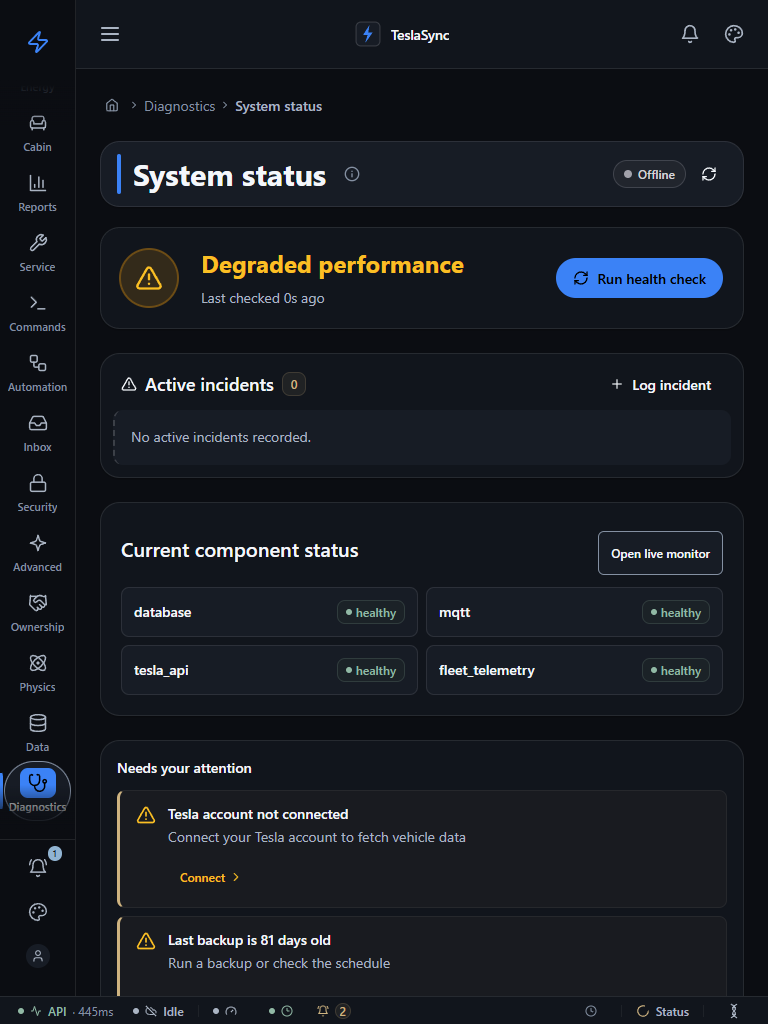 TeslaSync
Energy
Cabin
Reports
Service
Commands
Automation
Inbox
Security
Advanced
Ownership
Physics
Data
Diagnostics
1
Diagnostics > System status
System status
Offline
Degraded performance
Last checked 0s ago
Run health check
Active incidents 0
+ Log incident
No active incidents recorded.
Current component status
Open live monitor
database healthy
mqtt healthy
tesla_api healthy
fleet_telemetry healthy
Needs your attention
Tesla account not connected
Connect your Tesla account to fetch vehicle data
Connect >
Last backup is 81 days old
Run a backup or check the schedule
API · 445ms Idle 2 Status